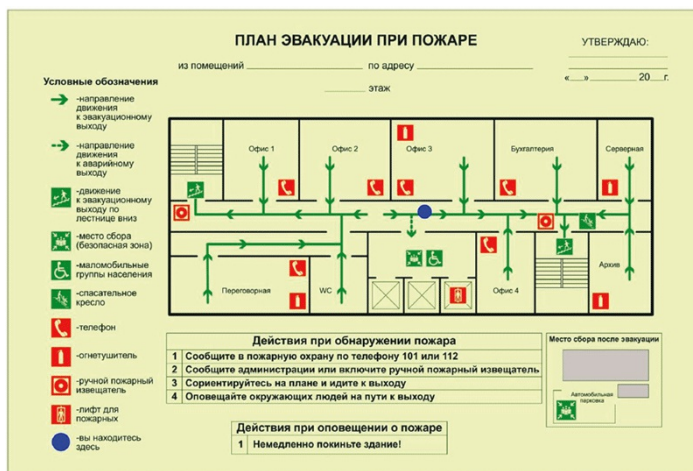 ПЛАН ЭВАКУАЦИИ ПРИ ПОЖАРЕ
УТВЕРЖДАЮ:
из помещений по адресу
этаж
« » 20 г.
Условные обозначения
-направление
движения
к эвакуационному
выходу
-направление
движения
к аварийному
выходу
-движение
к эвакуационному
выходу по
лестнице вниз
-место сбора
(безопасная зона)
-маломобильные
группы населения
-спасательное
кресло
-телефон
-огнетушитель
-ручной пожарный
извещатель
-лифт для
пожарных
-вы находитесь
здесь
Офис 1
Офис 2
Офис 3
Бухгалтерия
Серверная
Переговорная
WC
Офис 4
Архив
Действия при обнаружении пожара
1 Сообщите в пожарную охрану по телефону 101 или 112
2 Сообщите администрации или включите ручной пожарный извещатель
3 Сориентируйтесь на плане и идите к выходу
4 Оповещайте окружающих людей на пути к выходу
Действия при оповещении о пожаре
1 Немедленно покиньте здание!
Место сбора после эвакуации
Автомобильная
парковка